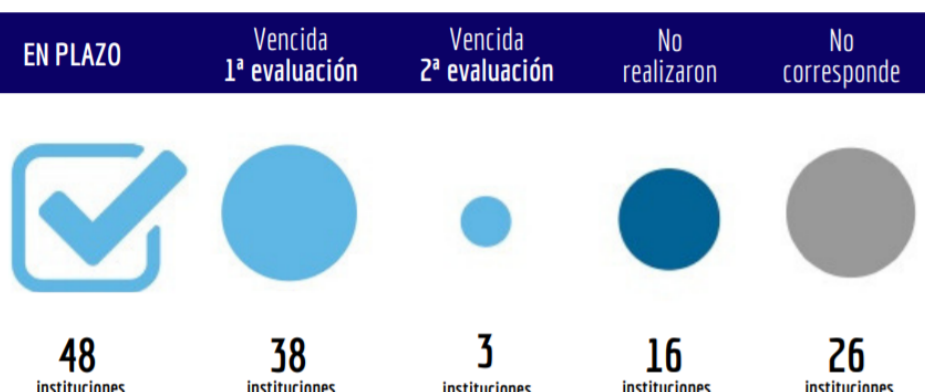 EN PLAZO
Vencida
1ª evaluación
Vencida
2ª evaluación
No
realizaron
No
corresponde
48
instituciones
38
instituciones
3
instituciones
16
instituciones
26
instituciones